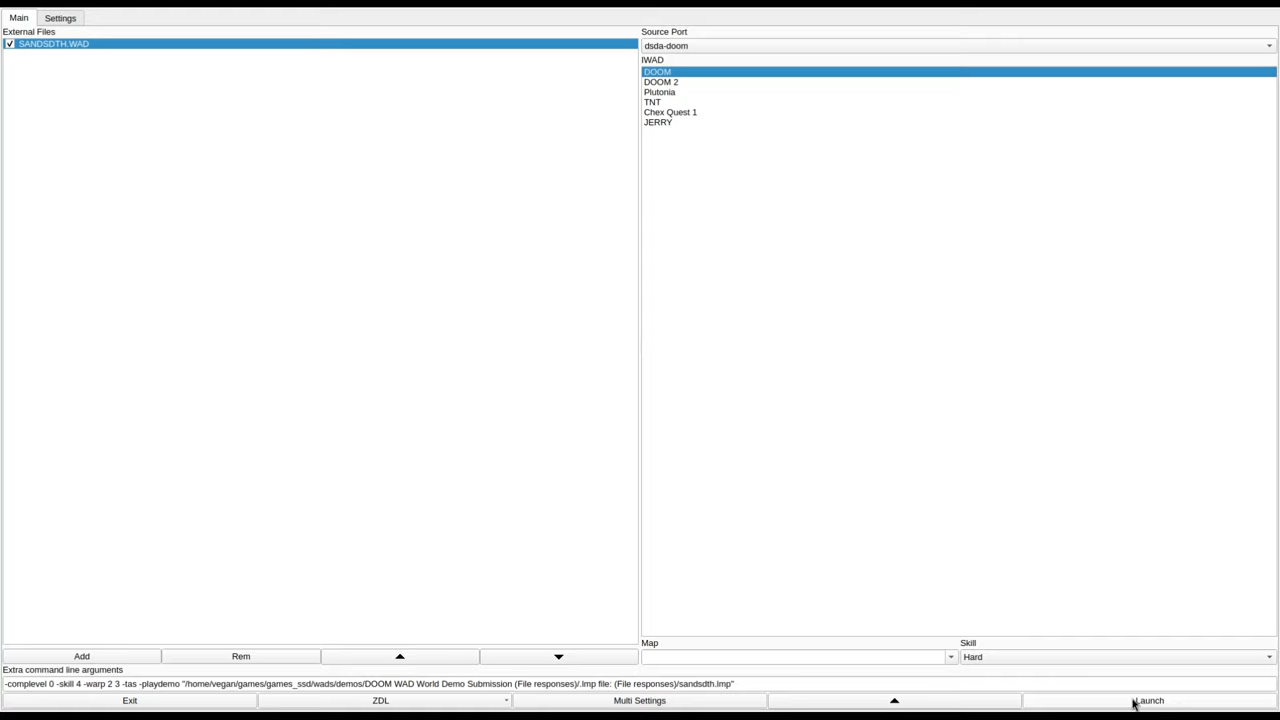 Main
Settings
External Files
SANDSDTH.WAD
Source Port
dsda-doom
IWAD
DOOM
DOOM 2
Plutonia
TNT
Chex Quest 1
JERRY
Map
Skill
Hard
Add
Rem
Extra command line arguments
-complevel 0 -skill 4 -warp 2 3 -tas -playdemo "/home/vegan/games/games_ssd/wads/demos/DOOM WAD World Demo Submission (File responses)/.lmp file: (File responses)/sandsdth.lmp"
Exit
ZDL
Multi Settings
Launch